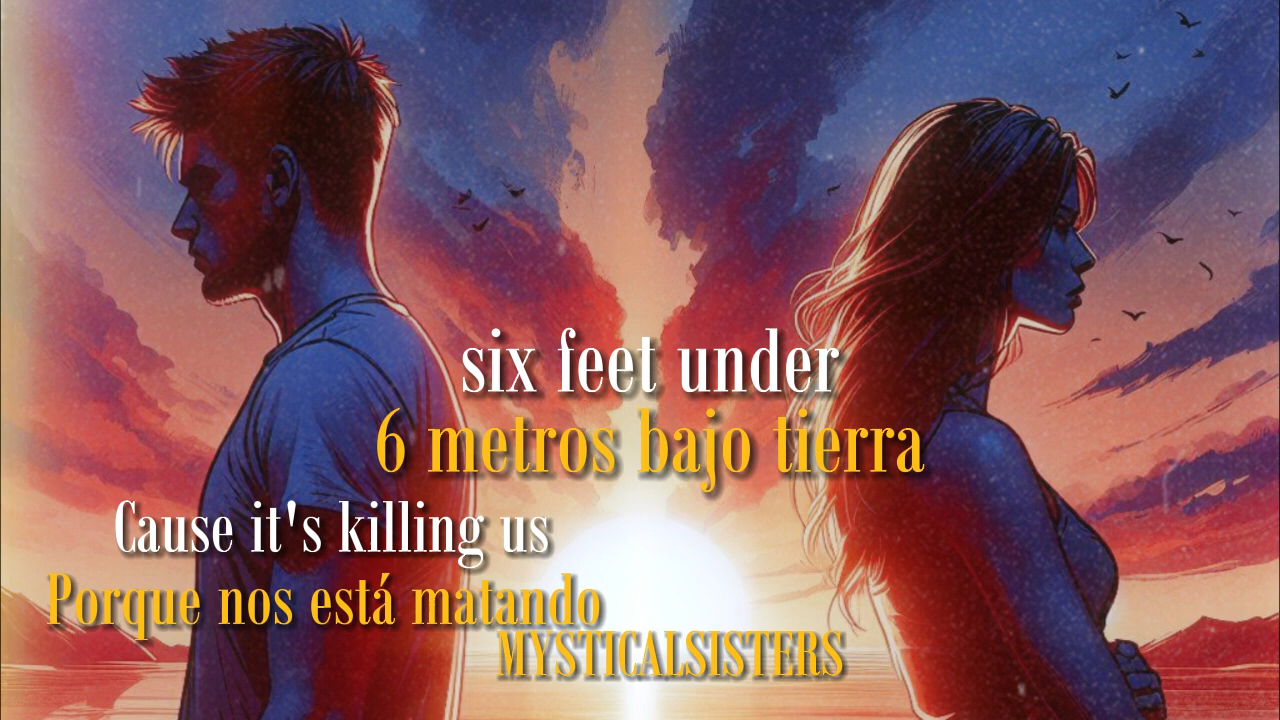 six feet under
6 metros bajo tierra
Cause it's killing us
Porque nos está matando
MYSTICALSISTERS